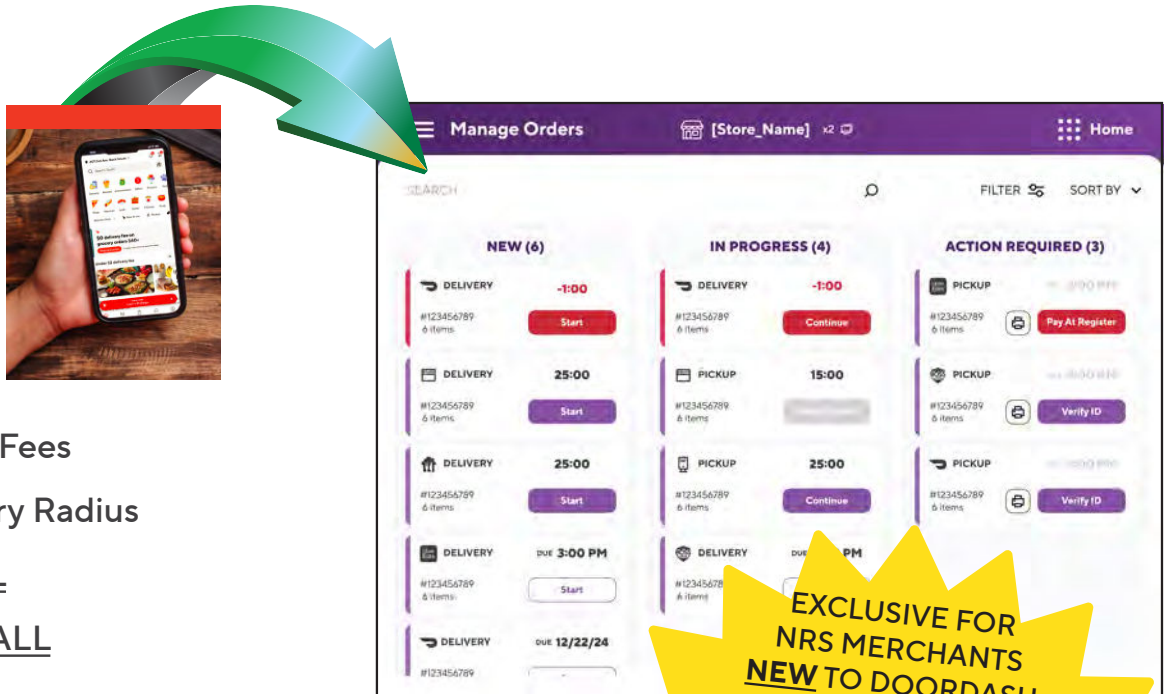 Manage Orders
[Store_Name] x2
Home
SEARCH
FILTER
SORT BY
NEW (6)
DELIVERY
-1:00
#123456789
6 items
Start
DELIVERY
25:00
#123456789
6 items
Start
DELIVERY
25:00
#123456789
6 items
Start
DELIVERY
DUE 3:00 PM
#123456789
6 items
Start
DELIVERY
DUE 12/22/24
#123456789
IN PROGRESS (4)
DELIVERY
-1:00
#123456789
6 items
Continue
PICKUP
15:00
#123456789
6 items
PICKUP
25:00
#123456789
6 items
Continue
DELIVERY
DUE
PM
#12345678
6 items
ACTION REQUIRED (3)
PICKUP
#123456789
6 items
Pay At Register
PICKUP
#123456789
6 items
Verify ID
PICKUP
#123456789
6 items
Verify ID
Fees
ry Radius
ALL
EXCLUSIVE FOR
NRS MERCHANTS
NEW TO DOORDASH